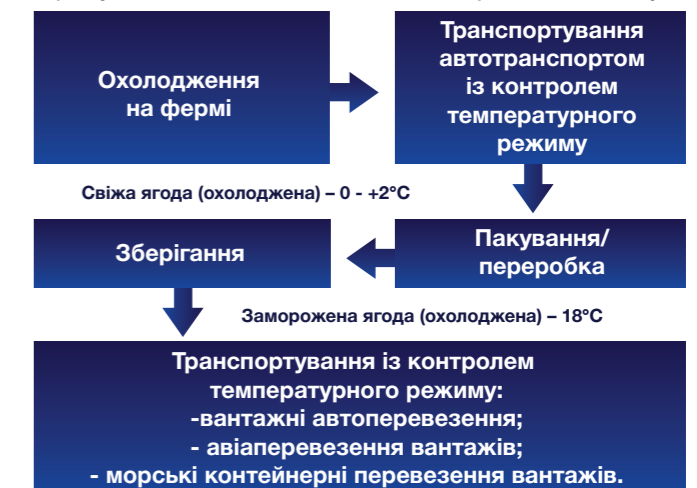 Охолодження
на фермі
Транспортування
автотранспортом
із контролем
температурного
режиму
Свіжа ягода (охолоджена) – 0 - +2°C
Зберігання
Пакування/
переробка
Заморожена ягода (охолоджена) – 18°C
Транспортування із контролем
температурного режиму:
-вантажні автоперевезення;
- авіаперевезення вантажів;
- морські контейнерні перевезення вантажів.